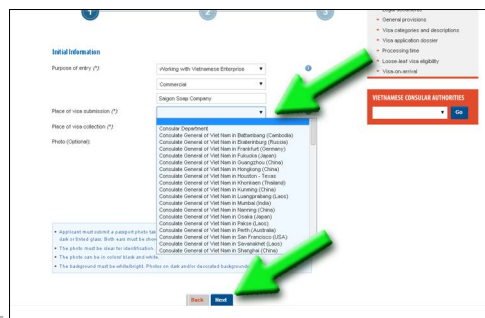 1
2
3
Legal documents
General provisions
Visa categories and descriptions
Visa application dossier
Processing time
Loose-leaf visa eligibility
Visa-on-arrival
Initial Information
Purpose of entry (*):
Working with Vietnamese Enterprise
Commercial
Saigon Soap Company
VIETNAMESE CONSULAR AUTHORITIES
Go
Place of visa submission (*):
Place of visa collection (*):
Photo (Optional):
Consular Department
Consulate General of Viet Nam in Battambang (Cambodia)
Consulate General of Viet Nam in Ekaterinburg (Russia)
Consulate General of Viet Nam in Frankfurt (Germany)
Consulate General of Viet Nam in Fukuoka (Japan)
Consulate General of Viet Nam in Guangzhou (China)
Consulate General of Viet Nam in Hongkong (China)
Consulate General of Viet Nam in Houston - Texas
Consulate General of Viet Nam in Khonkaen (Thailand)
Consulate General of Viet Nam in Kunming (China)
Consulate General of Viet Nam in Luangprabang (Laos)
Consulate General of Viet Nam in Mumbai (India)
Consulate General of Viet Nam in Nanning (China)
Consulate General of Viet Nam in Osaka (Japan)
Consulate General of Viet Nam in Pakse (Laos)
Consulate General of Viet Nam in Perth (Australia)
Consulate General of Viet Nam in San Francisco (USA)
Consulate General of Viet Nam in Savanakhet (Laos)
Consulate General of Viet Nam in Shanghai (China)
Applicant must submit a passport photo
dark or tinted glass. Both ears must be
The photo must be clear for identification
The photo can be in colour/ black and white.
The background must be white/bright. Photos on dark and/or decorated backgrounds
Back
Next